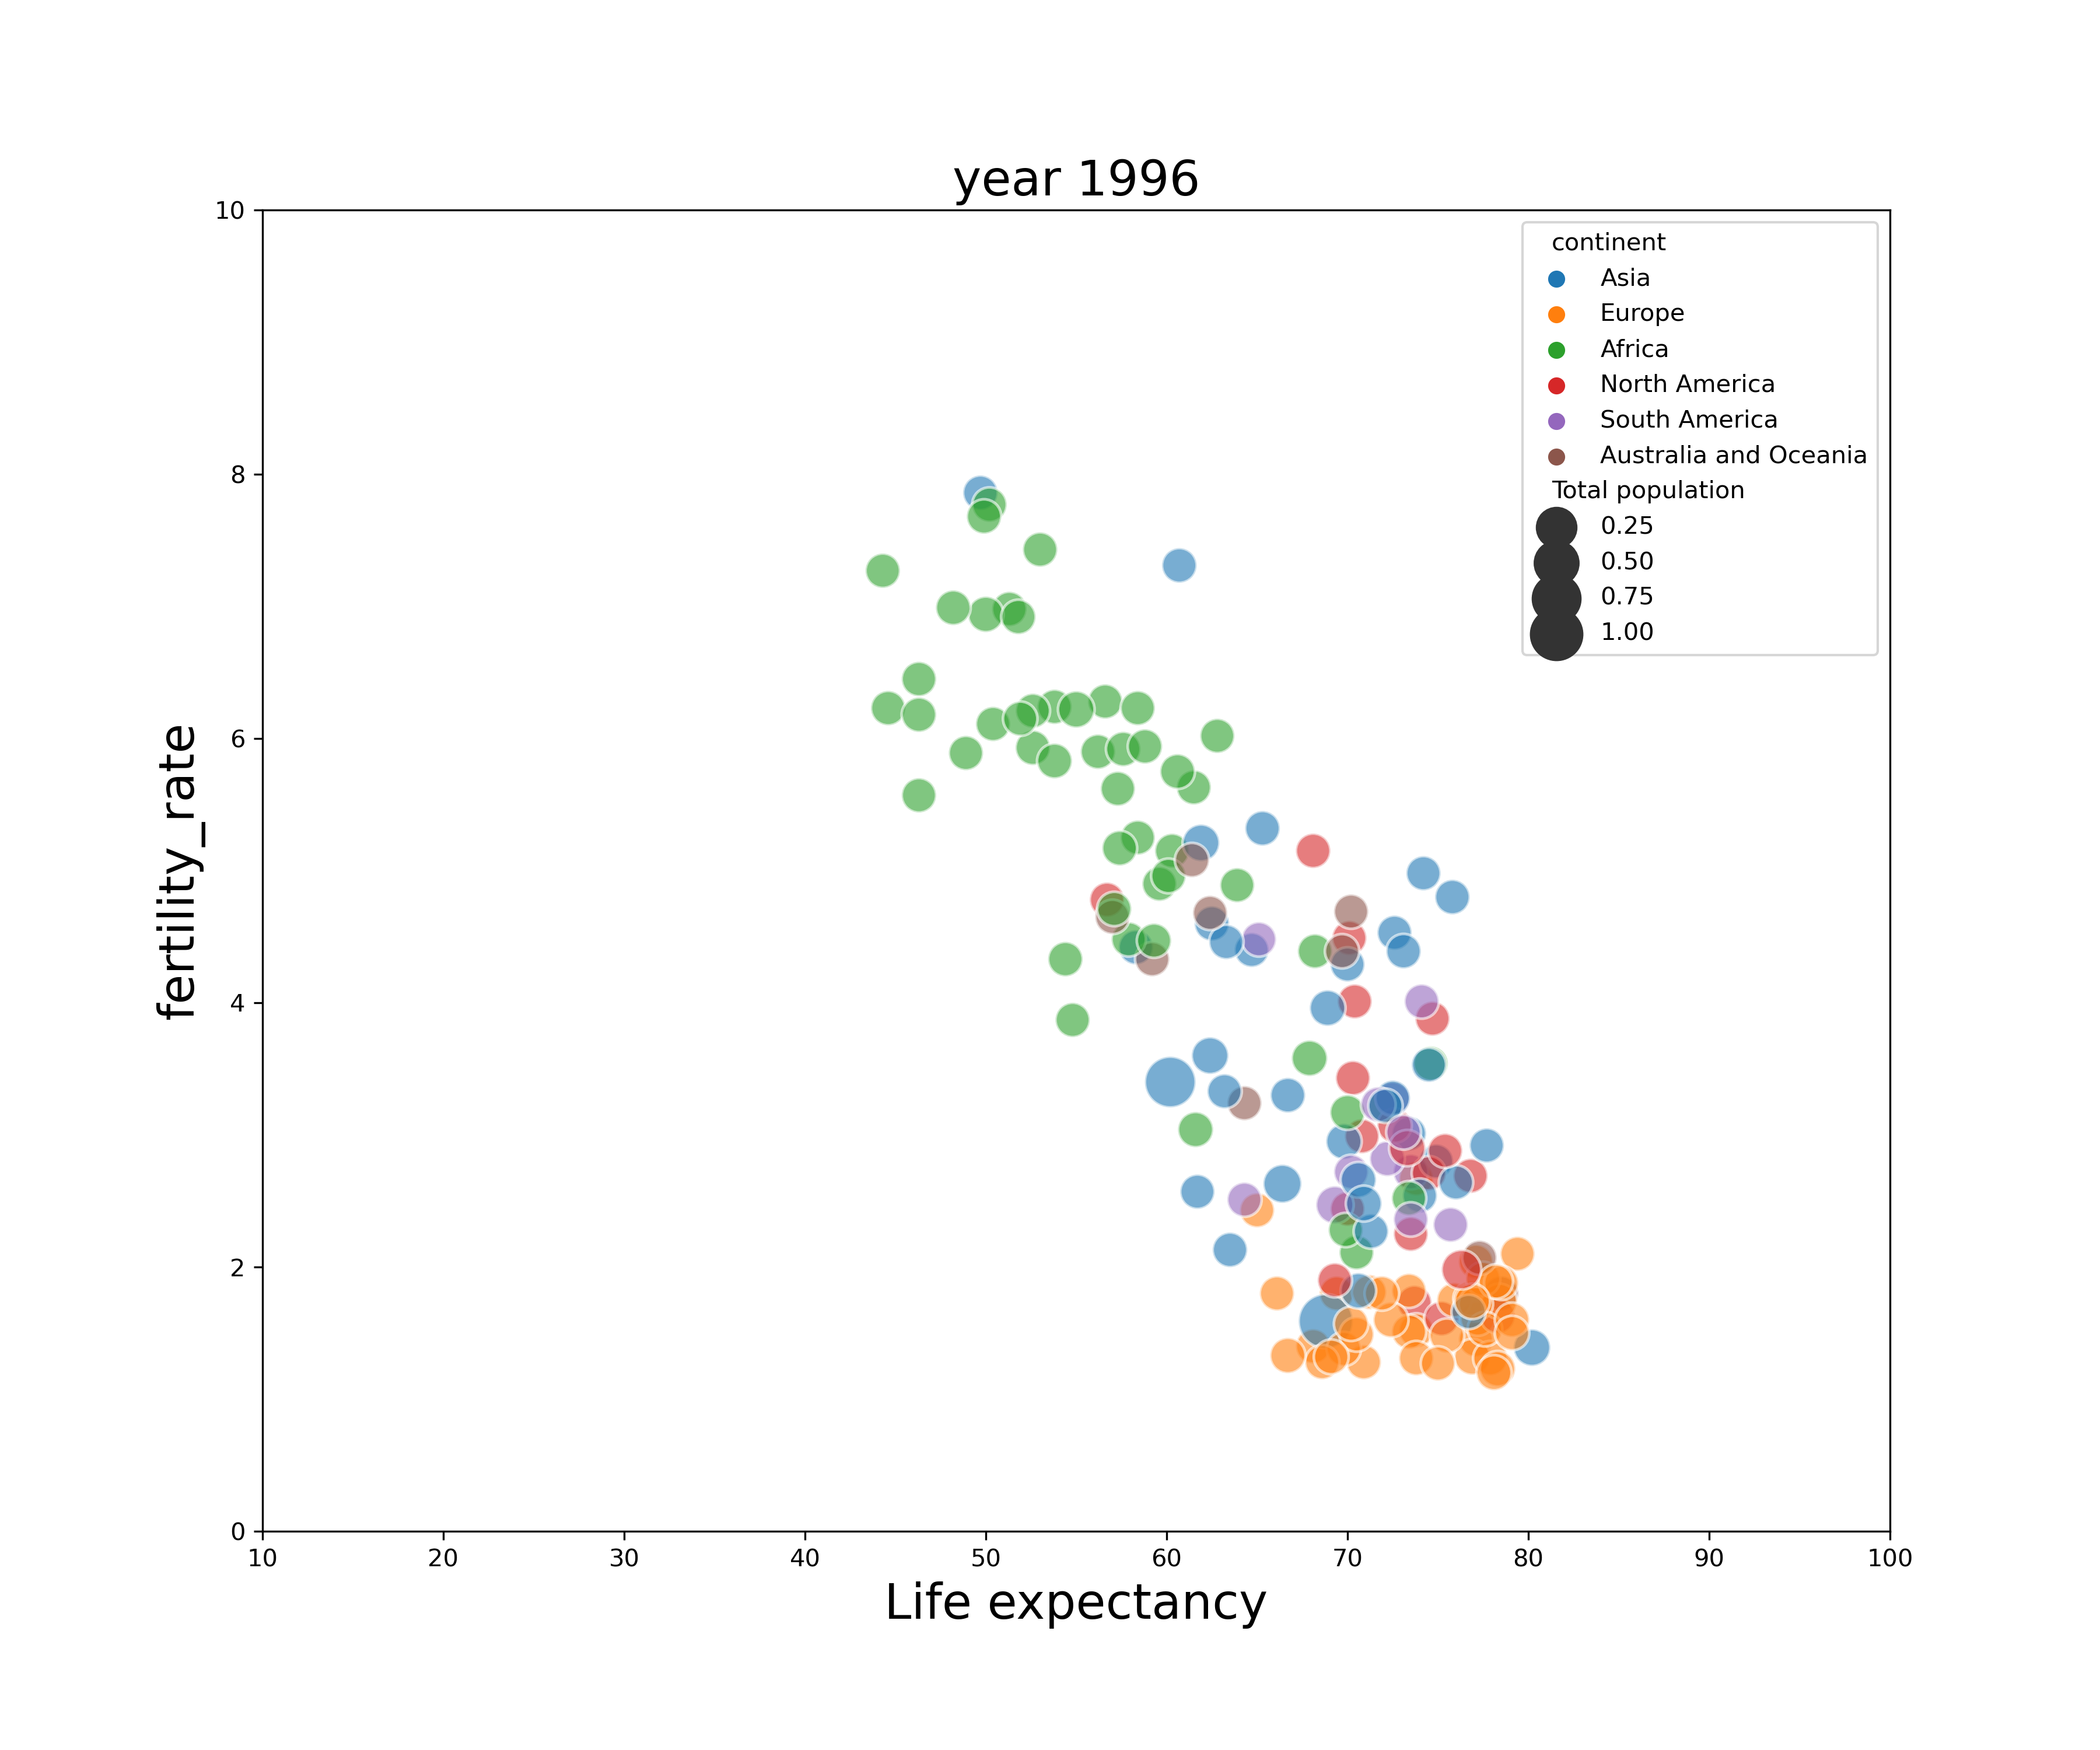 year 1996
10
8
6
4
2
0
fertility_rate
continent
Asia
Europe
Africa
North America
South America
Australia and Oceania
Total population
0.25
0.50
0.75
1.00
10 20 30 40 50 60 70 80 90 100
Life expectancy